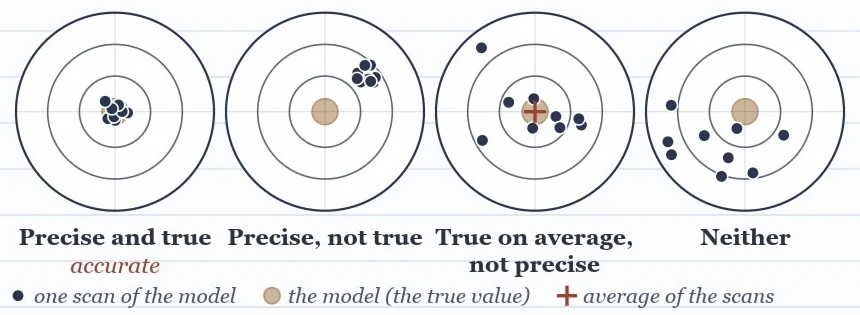 Precise and true Precise, not true True on average, Neither
accurate not precise
one scan of the model the model (the true value) average of the scans